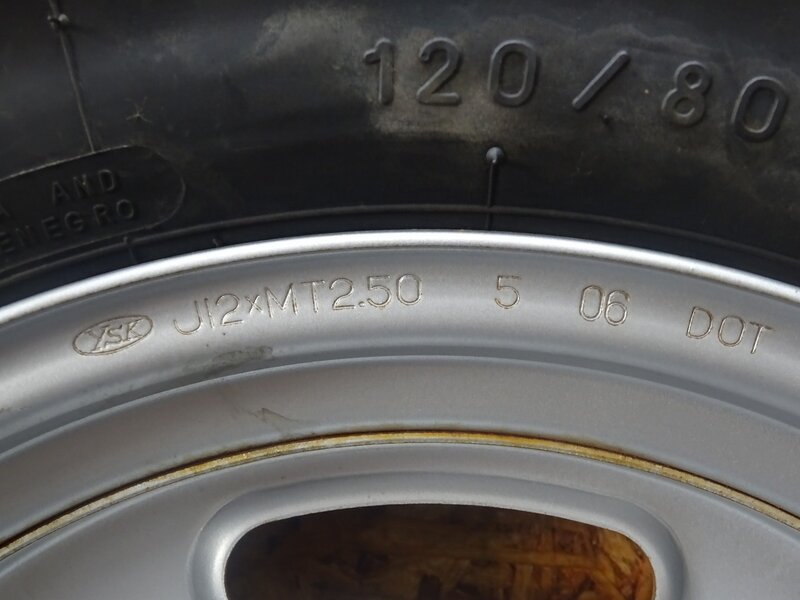 120/80
A AND
ENEGRO
YSK J12×MT2.50 5 06 DOT